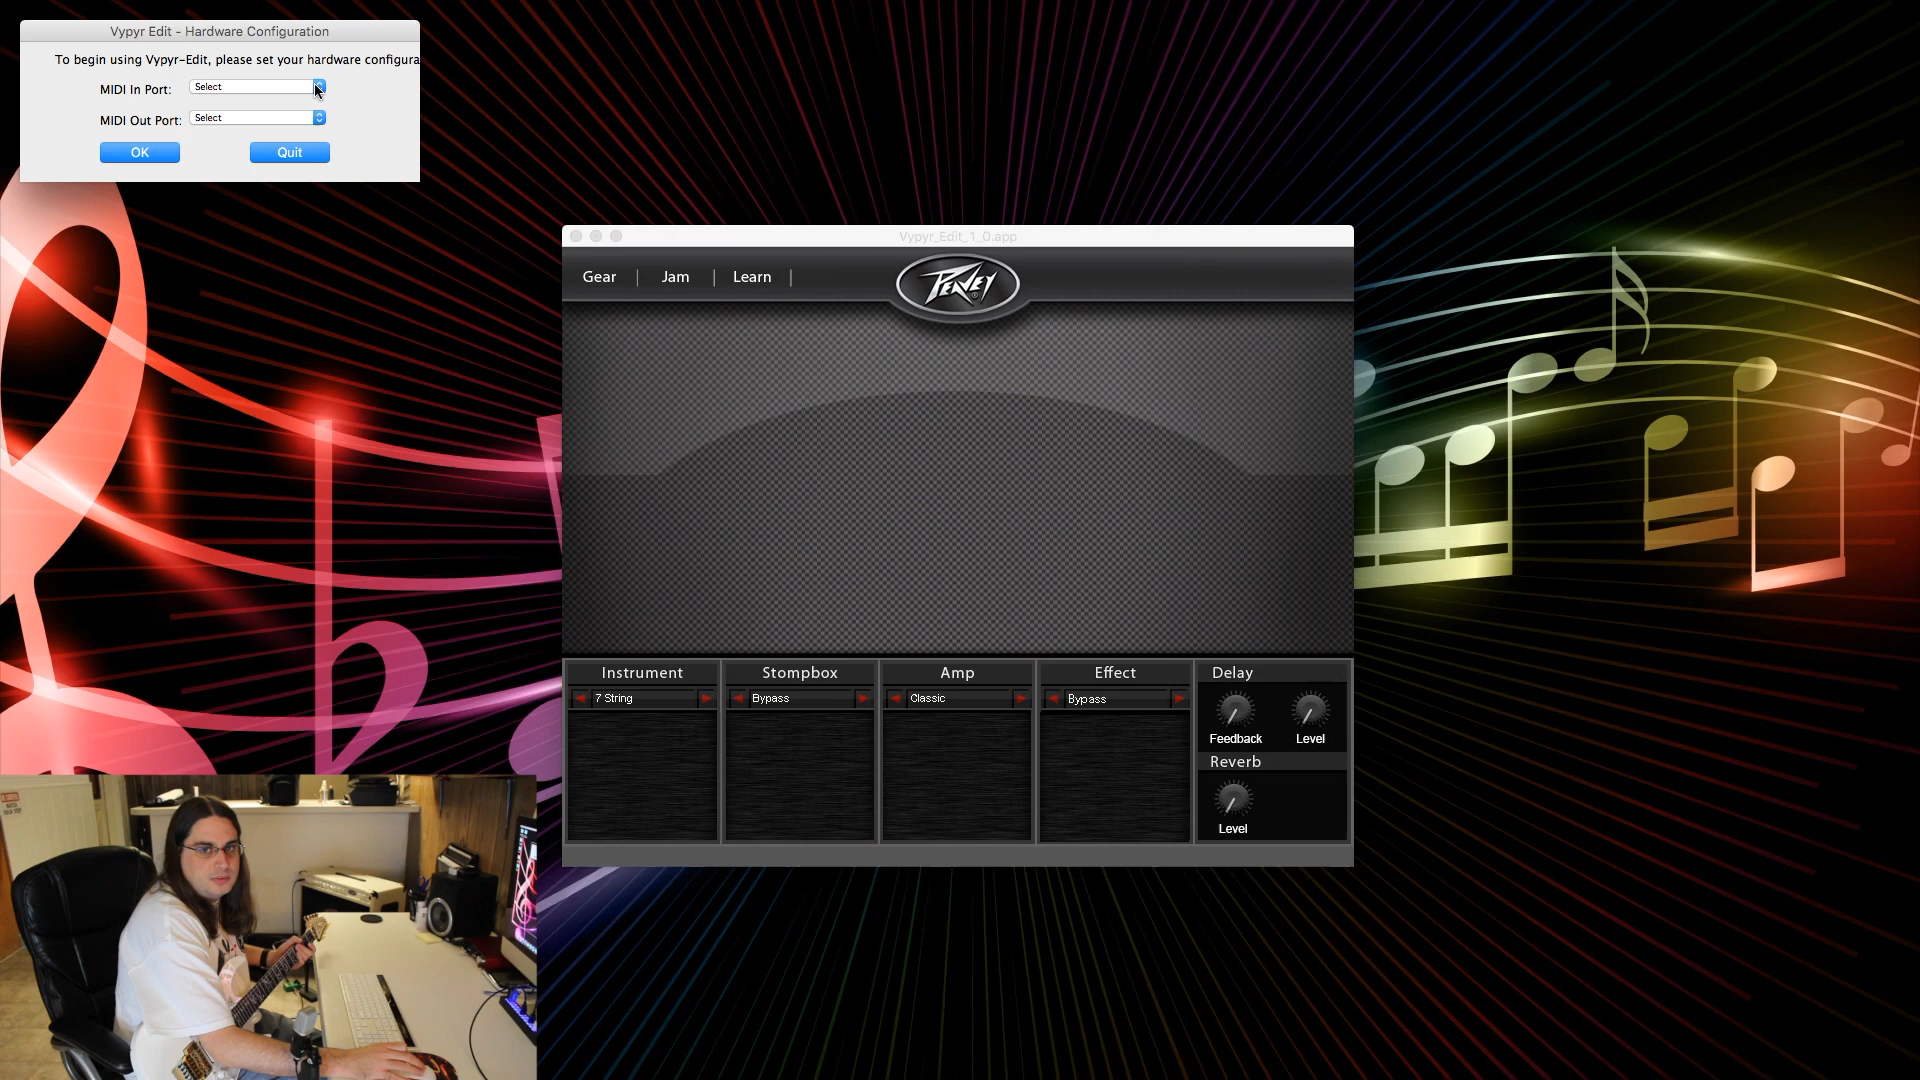 Vypyr Edit - Hardware Configuration
To begin using Vypyr-Edit, please set your hardware configura
MIDI In Port: Select
MIDI Out Port: Select
OK Quit
Vypyr_Edit_1_0.app
Gear | Jam | Learn |
PEAVEY
Instrument Stompbox Amp Effect Delay
7 String Bypass Classic Bypass
Feedback Level
Reverb
Level